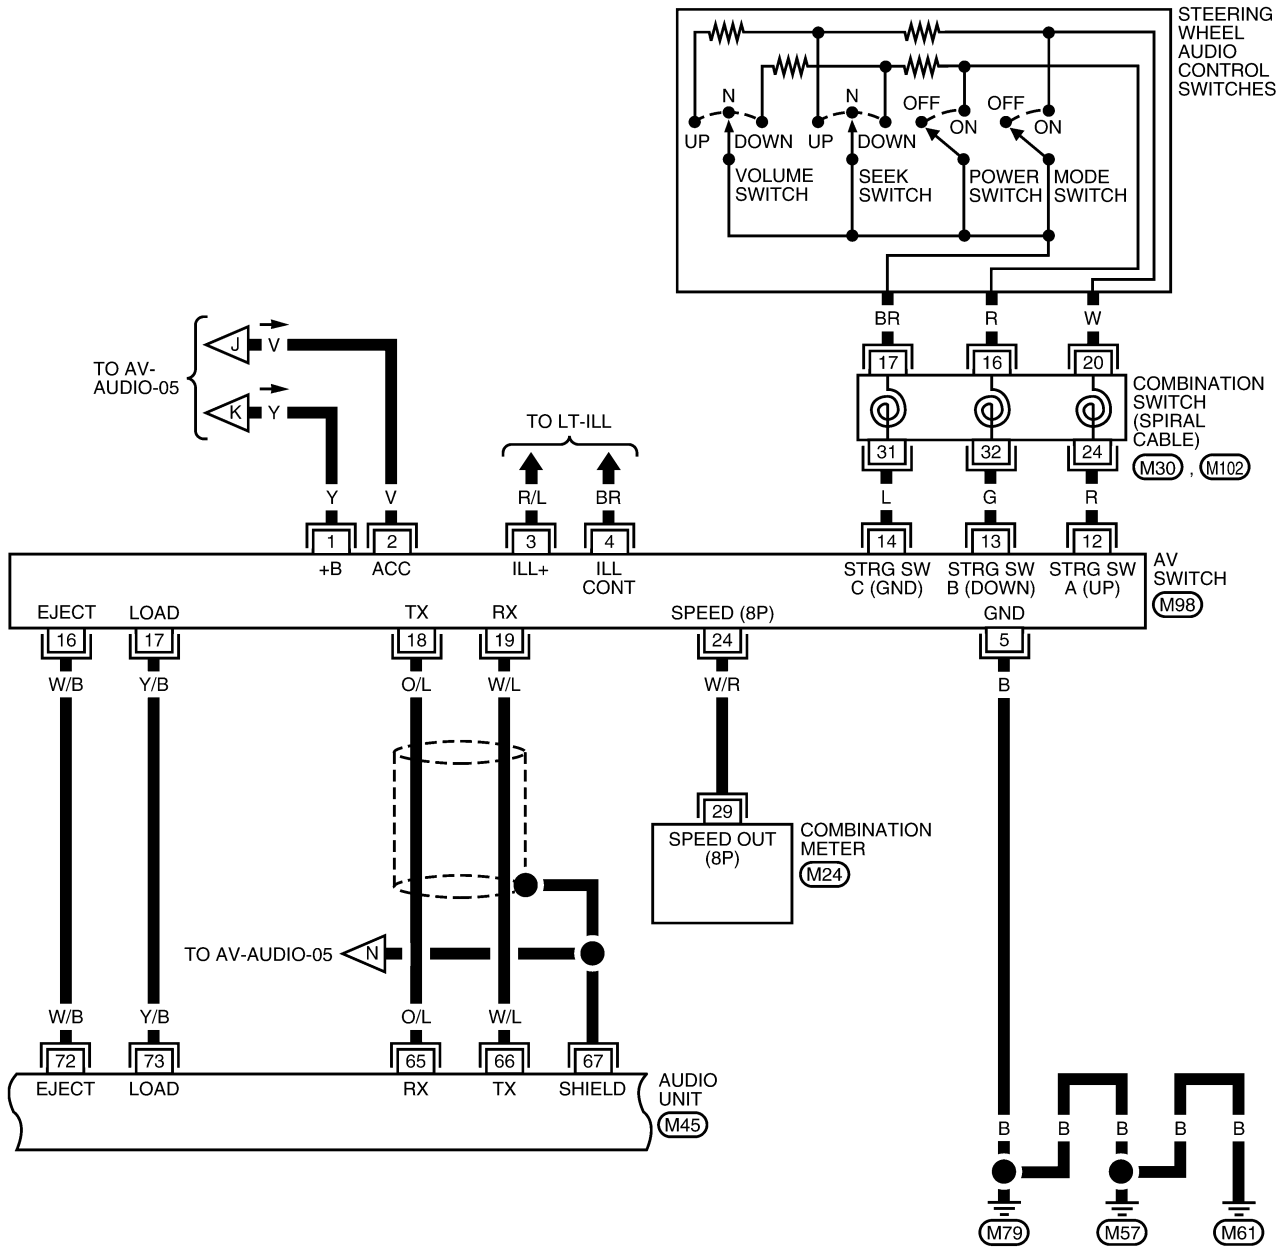 STEERING
WHEEL
AUDIO
CONTROL
SWITCHES
N
N
OFF
OFF
UP
DOWN
UP
DOWN
ON
ON
VOLUME
SWITCH
SEEK
SWITCH
POWER
SWITCH
MODE
SWITCH
BR
R
W
17
16
20
COMBINATION
SWITCH
(SPIRAL
CABLE)
M30 , M102
31
32
24
L
G
R
TO AV-
AUDIO-05
J
V
K
Y
TO LT-ILL
Y
V
R/L
BR
1
2
3
4
14
13
12
+B
ACC
ILL+
ILL
CONT
STRG SW
C (GND)
STRG SW
B (DOWN)
STRG SW
A (UP)
AV
SWITCH
M98
EJECT
LOAD
TX
RX
SPEED (8P)
GND
16
17
18
19
24
5
W/B
Y/B
O/L
W/L
W/R
B
29
SPEED OUT
(8P)
COMBINATION
METER
M24
TO AV-AUDIO-05
N
W/B
Y/B
O/L
W/L
72
73
65
66
67
EJECT
LOAD
RX
TX
SHIELD
AUDIO
UNIT
M45
B
B
B
B
B
M79
M57
M61